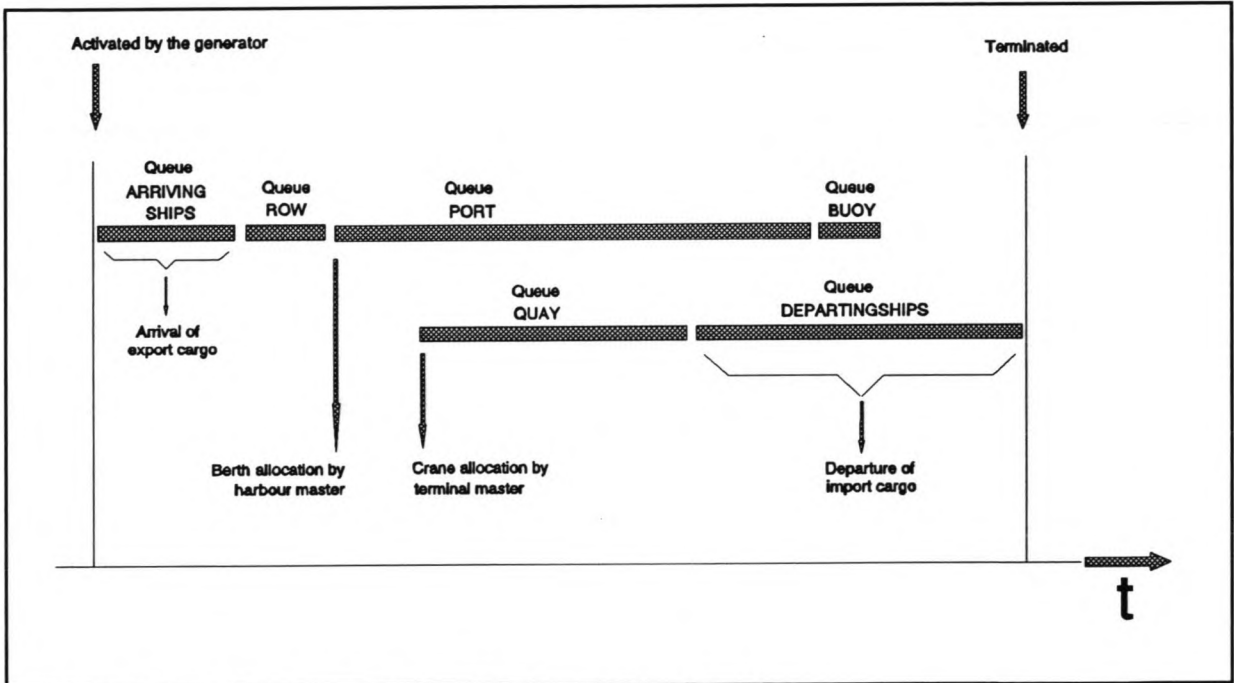 Activated by the generator
Terminated
Queue
ARRIVING
SHIPS
Queue
ROW
Queue
PORT
Queue
BUOY
Arrival of
export cargo
Queue
QUAY
Queue
DEPARTINGSHIPS
Berth allocation by
harbour master
Crane allocation by
terminal master
Departure of
import cargo
t